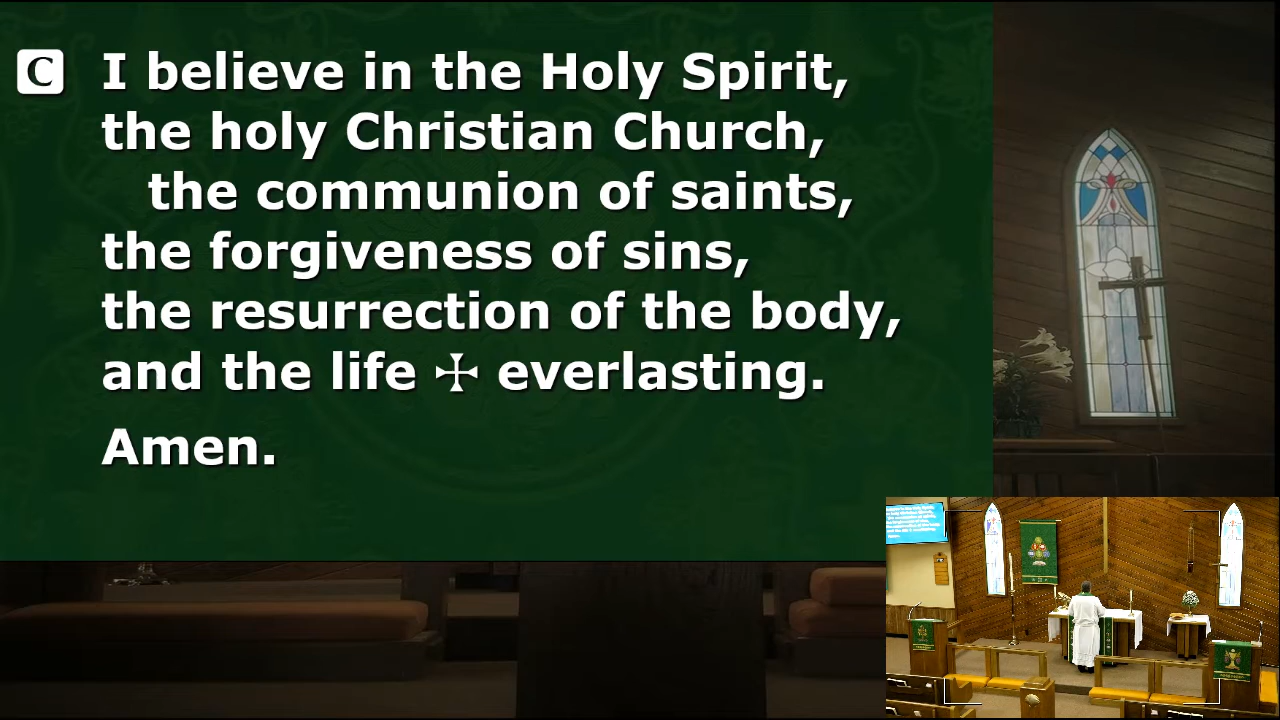 C I believe in the Holy Spirit,
the holy Christian Church,
the communion of saints,
the forgiveness of sins,
the resurrection of the body,
and the life ☩ everlasting.
Amen.